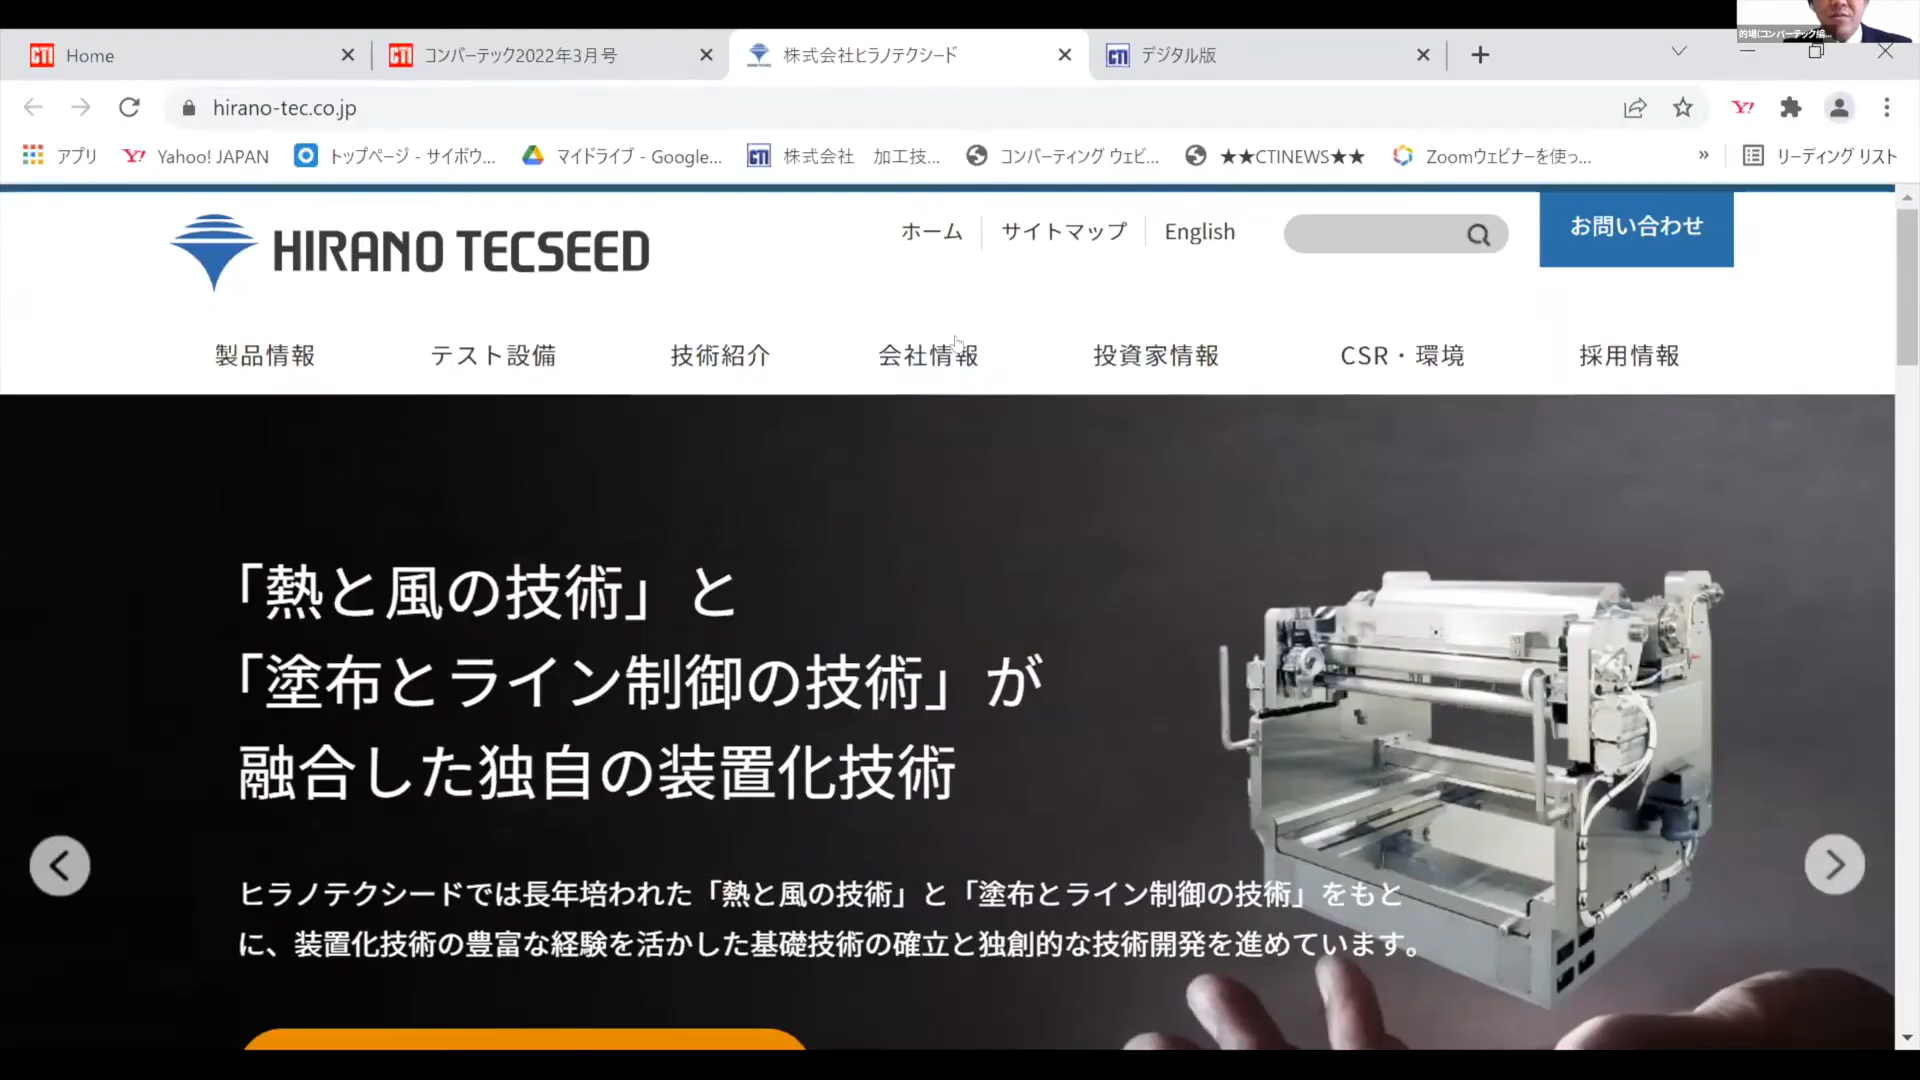 的場(コンバーテック編...
Home
コンバーテック2022年3月号
株式会社ヒラノテクシード
デジタル版
hirano-tec.co.jp
アプリ
Yahoo! JAPAN
トップページ - サイボウ...
マイドライブ - Google...
株式会社 加工技...
コンバーティング ウェビ...
★★CTINEWS★★
Zoomウェビナーを使っ...
»
リーディング リスト
HIRANO TECSEED
ホーム
サイトマップ
English
お問い合わせ
製品情報
テスト設備
技術紹介
会社情報
投資家情報
CSR・環境
採用情報
「熱と風の技術」と
「塗布とライン制御の技術」が
融合した独自の装置化技術
ヒラノテクシードでは長年培われた「熱と風の技術」と「塗布とライン制御の技術」をもと
に、装置化技術の豊富な経験を活かした基礎技術の確立と独創的な技術開発を進めています。